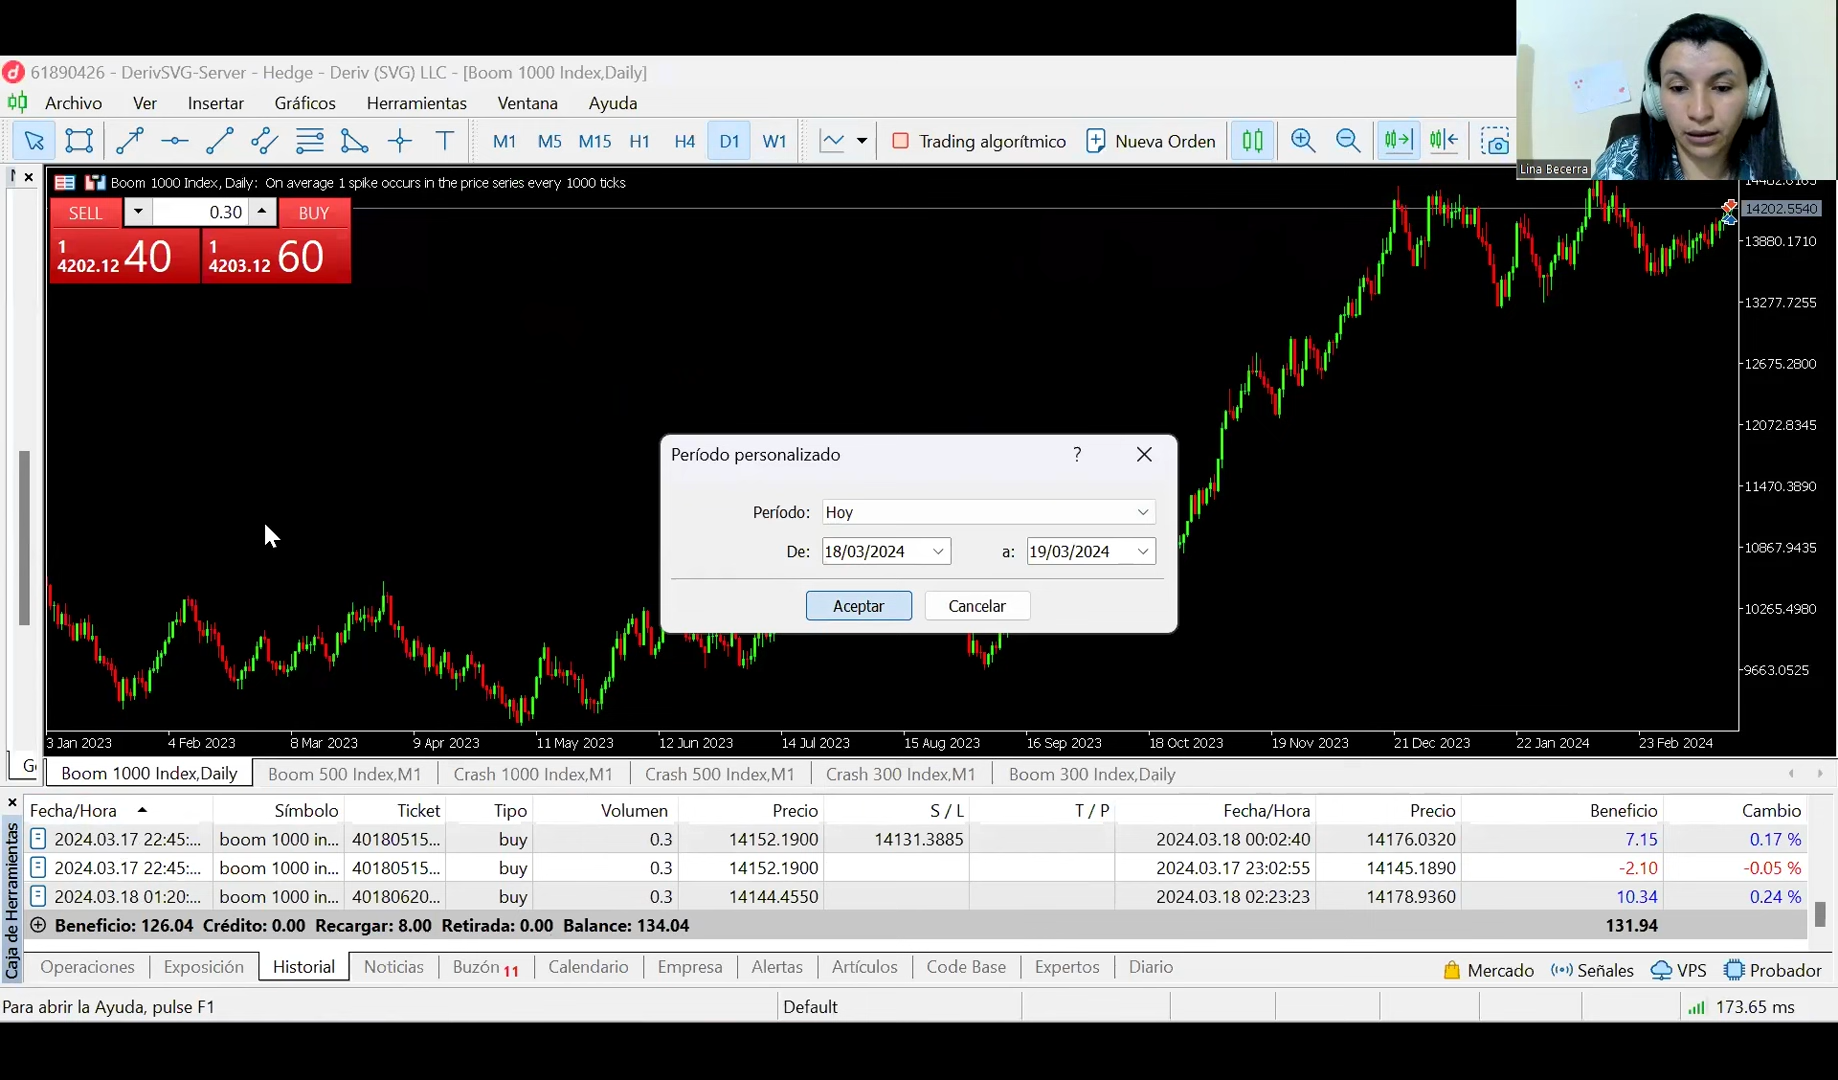 61890426 - DerivSVG-Server - Hedge - Deriv (SVG) LLC - [Boom 1000 Index,Daily]
Archivo Ver Insertar Gráficos Herramientas Ventana Ayuda
M1 M5 M15 H1 H4 D1 W1 Trading algorítmico Nueva Orden
Lina Becerra
Boom 1000 Index, Daily: On average 1 spike occurs in the price series every 1000 ticks
SELL 0.30 BUY
1 4202.12 40 1 4203.12 60
14202.5540
13880.1710
13277.7255
12675.2800
12072.8345
11470.3890
10867.9435
10265.4980
9663.0525
Período personalizado ?
Período: Hoy
De: 18/03/2024 a: 19/03/2024
Aceptar Cancelar
3 Jan 2023 4 Feb 2023 8 Mar 2023 9 Apr 2023 11 May 2023 12 Jun 2023 14 Jul 2023 15 Aug 2023 16 Sep 2023 18 Oct 2023 19 Nov 2023 21 Dec 2023 22 Jan 2024 23 Feb 2024
Boom 1000 Index,Daily Boom 500 Index,M1 Crash 1000 Index,M1 Crash 500 Index,M1 Crash 300 Index,M1 Boom 300 Index,Daily
Fecha/Hora Símbolo Ticket Tipo Volumen Precio S / L T / P Fecha/Hora Precio Beneficio Cambio
2024.03.17 22:45:... boom 1000 in... 40180515... buy 0.3 14152.1900 14131.3885 2024.03.18 00:02:40 14176.0320 7.15 0.17 %
2024.03.17 22:45:... boom 1000 in... 40180515... buy 0.3 14152.1900 2024.03.17 23:02:55 14145.1890 -2.10 -0.05 %
2024.03.18 01:20:... boom 1000 in... 40180620... buy 0.3 14144.4550 2024.03.18 02:23:23 14178.9360 10.34 0.24 %
Beneficio: 126.04 Crédito: 0.00 Recargar: 8.00 Retirada: 0.00 Balance: 134.04 131.94
Caja de Herramientas
Operaciones Exposición Historial Noticias Buzón 11 Calendario Empresa Alertas Artículos Code Base Expertos Diario Mercado Señales VPS Probador
Para abrir la Ayuda, pulse F1 Default 173.65 ms